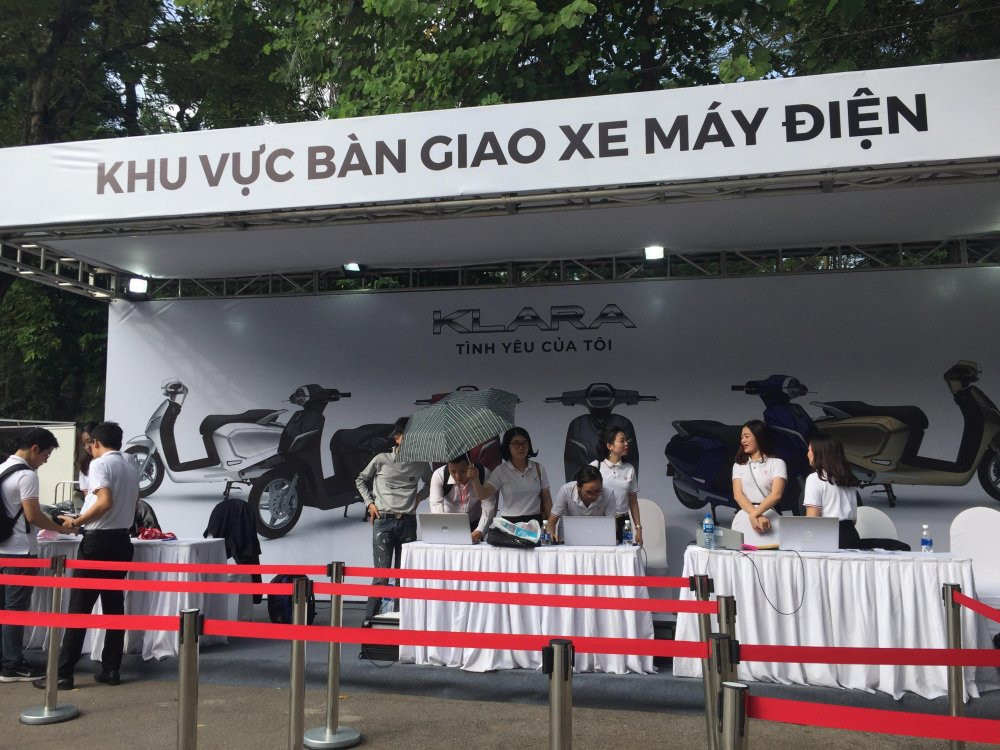 KHU VỰC BÀN GIAO XE MÁY ĐIỆN
KLARA
TÌNH YÊU CỦA TÔI